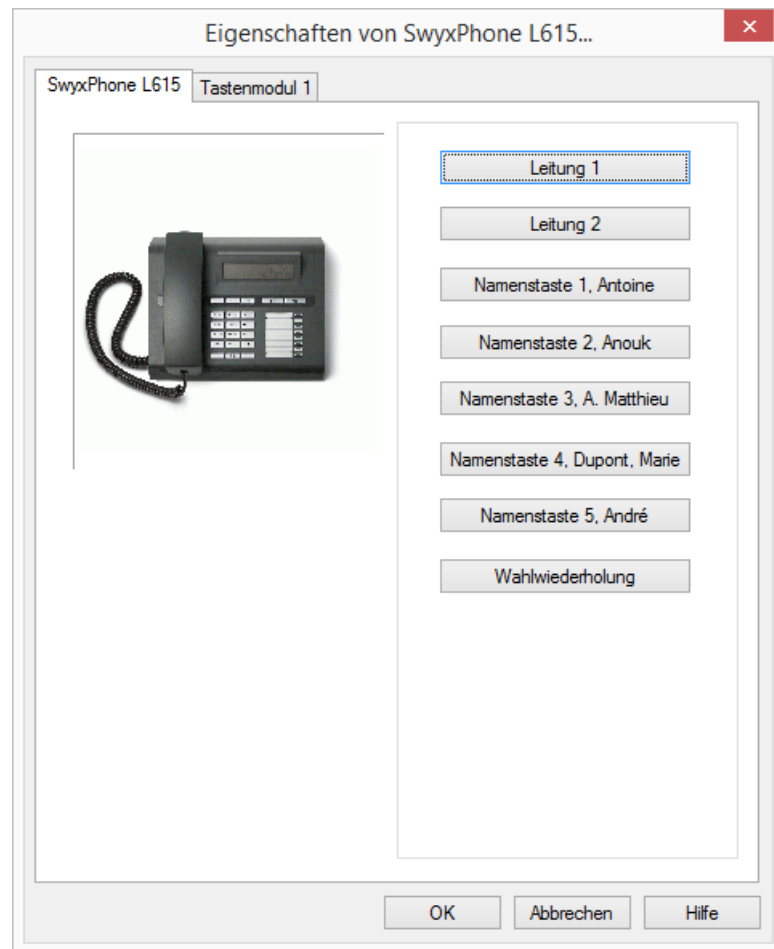 Eigenschaften von SwyxPhone L615...
SwyxPhone L615
Tastenmodul 1
Leitung 1
Leitung 2
Namenstaste 1, Antoine
Namenstaste 2, Anouk
Namenstaste 3, A. Matthieu
Namenstaste 4, Dupont, Marie
Namenstaste 5, André
Wahlwiederholung
OK
Abbrechen
Hilfe